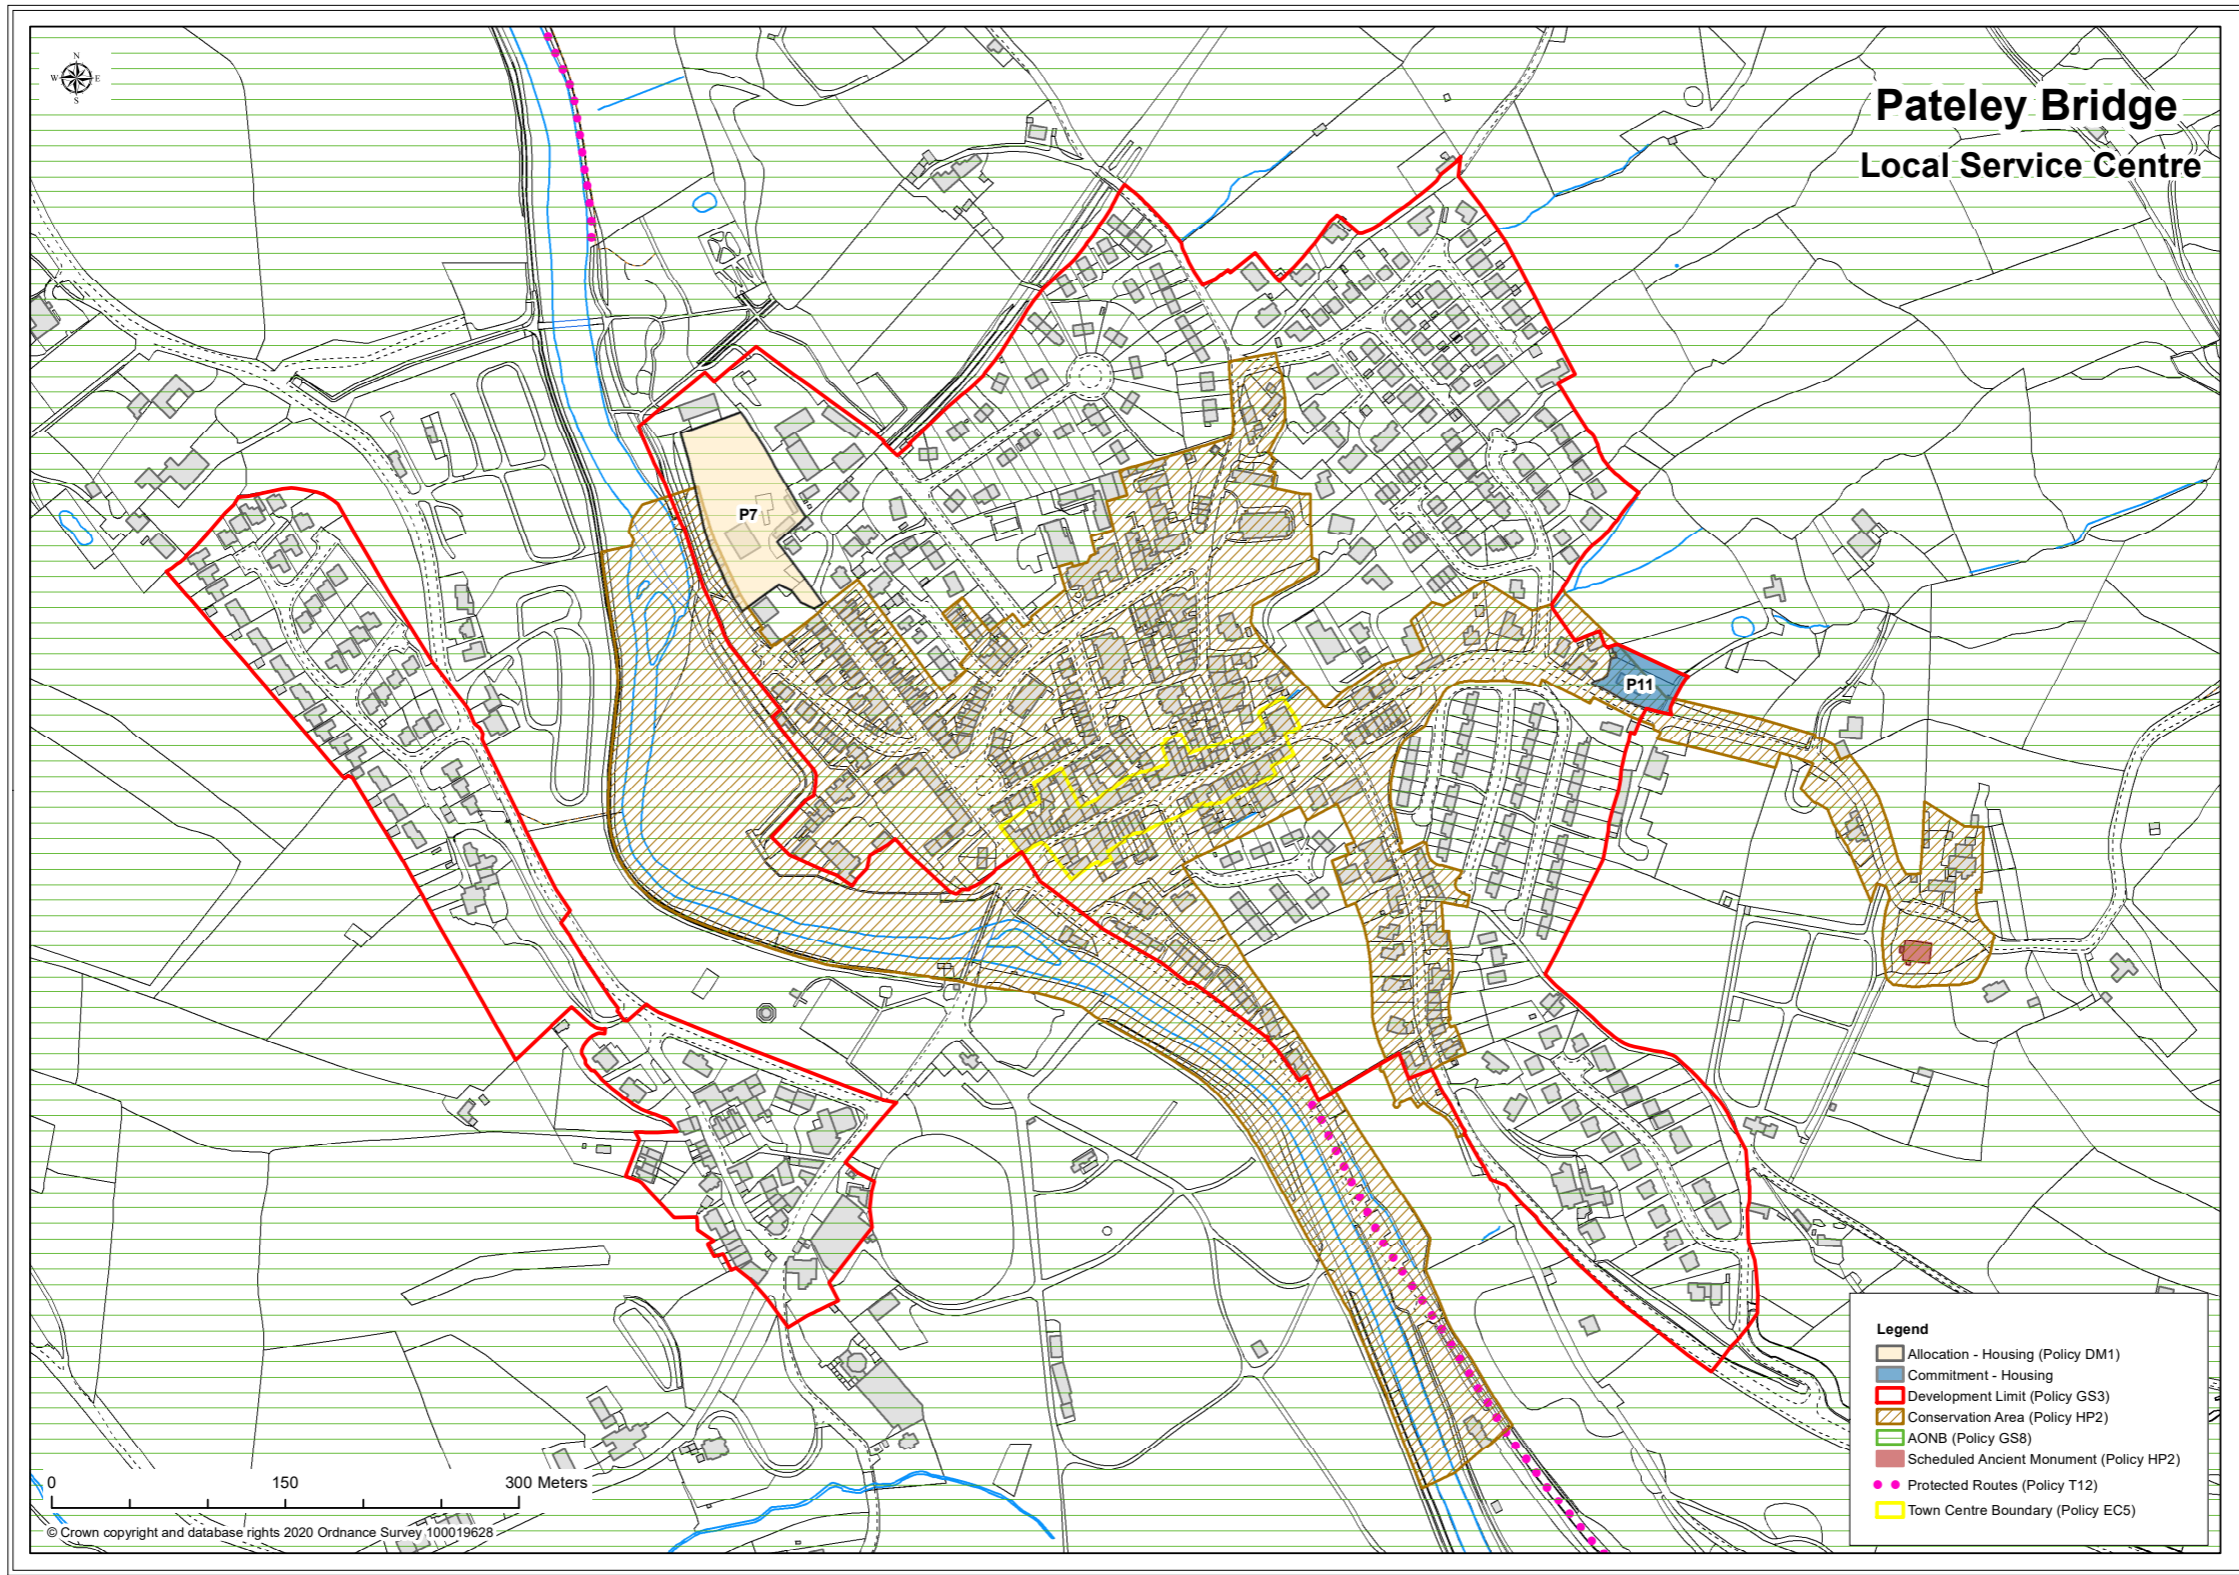 N
W E
S
Pateley Bridge
Local Service Centre
P7
P11
Legend
Allocation - Housing (Policy DM1)
Commitment - Housing
Development Limit (Policy GS3)
Conservation Area (Policy HP2)
AONB (Policy GS8)
Scheduled Ancient Monument (Policy HP2)
Protected Routes (Policy T12)
Town Centre Boundary (Policy EC5)
0 150 300 Meters
© Crown copyright and database rights 2020 Ordnance Survey 100019628